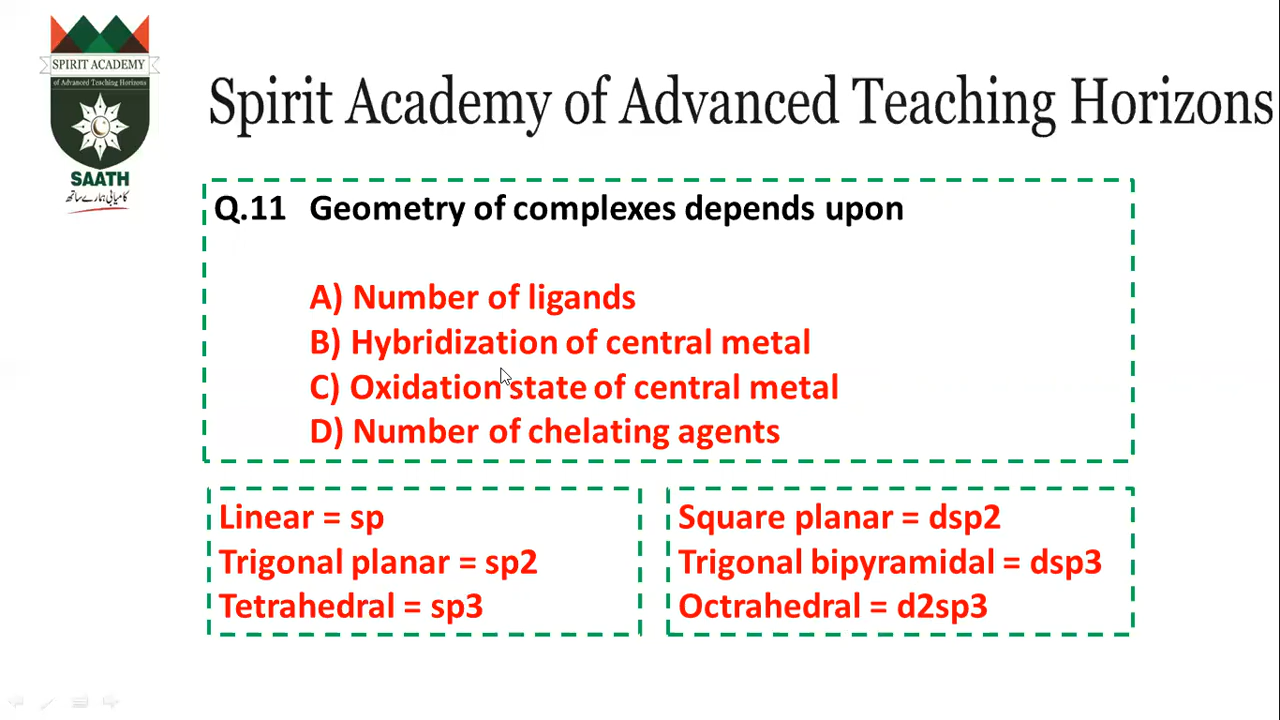 SPIRIT ACADEMY
of Advanced Teaching Horizons
SAATH
کامیابی ہمارے ساتھ
Spirit Academy of Advanced Teaching Horizons
Q.11 Geometry of complexes depends upon
A) Number of ligands
B) Hybridization of central metal
C) Oxidation state of central metal
D) Number of chelating agents
Linear = sp
Trigonal planar = sp2
Tetrahedral = sp3
Square planar = dsp2
Trigonal bipyramidal = dsp3
Octrahedral = d2sp3